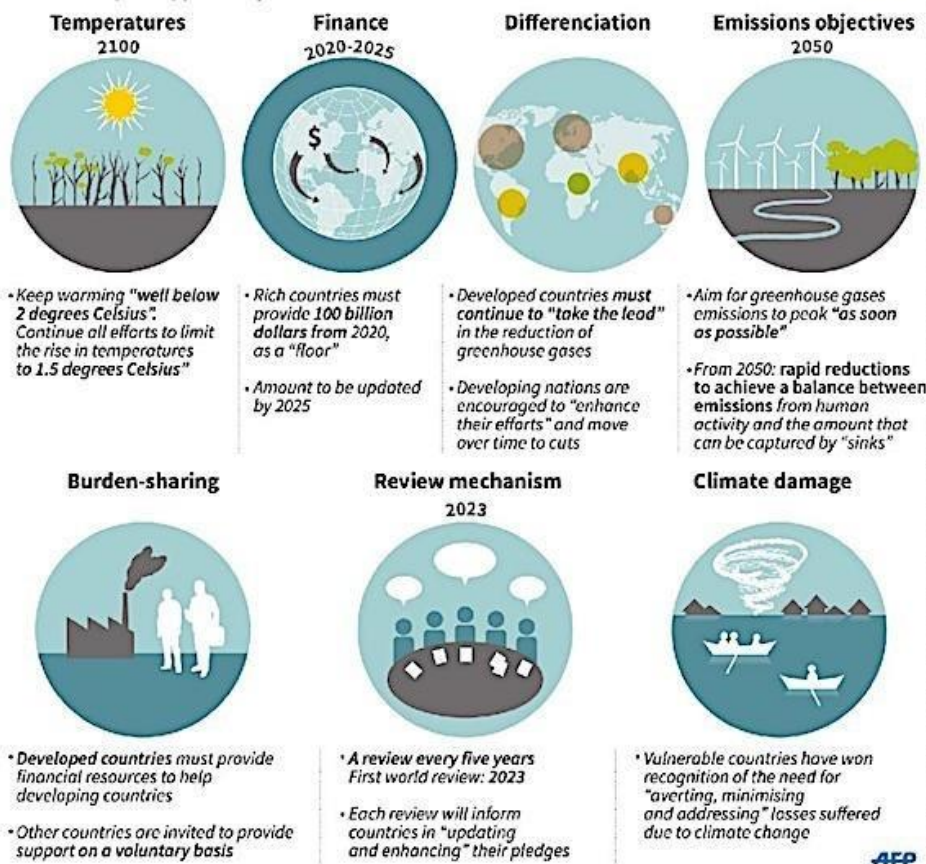 Temperatures
2100
Finance
2020-2025
$
Differenciation
Emissions objectives
2050
• Keep warming "well below
2 degrees Celsius".
Continue all efforts to limit
the rise in temperatures
to 1.5 degrees Celsius"
• Rich countries must
provide 100 billion
dollars from 2020,
as a "floor"
• Amount to be updated
by 2025
• Developed countries must
continue to "take the lead"
in the reduction of
greenhouse gases
• Developing nations are
encouraged to "enhance
their efforts" and move
over time to cuts
• Aim for greenhouse gases
emissions to peak "as soon
as possible"
• From 2050: rapid reductions
to achieve a balance between
emissions from human
activity and the amount that
can be captured by "sinks"
Burden-sharing
Review mechanism
2023
Climate damage
• Developed countries must provide
financial resources to help
developing countries
• Other countries are invited to provide
support on a voluntary basis
• A review every five years
First world review: 2023
• Each review will inform
countries in "updating
and enhancing" their pledges
• Vulnerable countries have won
recognition of the need for
"averting, minimising
and addressing" losses suffered
due to climate change
AFP